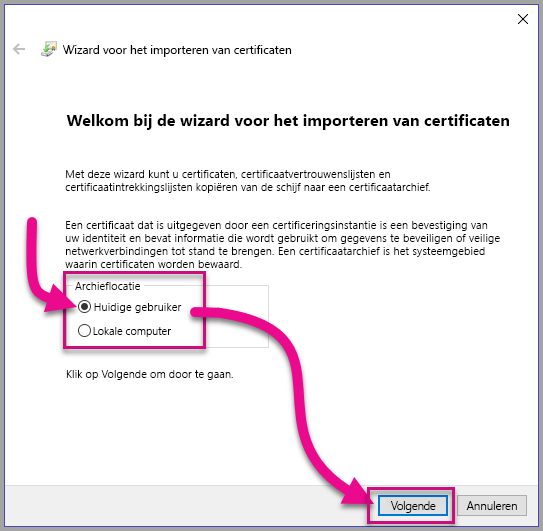 Wizard voor het importeren van certificaten
Welkom bij de wizard voor het importeren van certificaten
Met deze wizard kunt u certificaten, certificaatvertrouwenslijsten en
certificaatintrekkingslijsten kopiëren van de schijf naar een certificaatarchief.
Een certificaat dat is uitgegeven door een certificeringsinstantie is een bevestiging van
uw identiteit en bevat informatie die wordt gebruikt om gegevens te beveiligen of veilige
netwerkverbindingen tot stand te brengen. Een certificaatarchief is het systeemgebied
waarin certificaten worden bewaard.
Archieflocatie
Huidige gebruiker
Lokale computer
Klik op Volgende om door te gaan.
Volgende
Annuleren